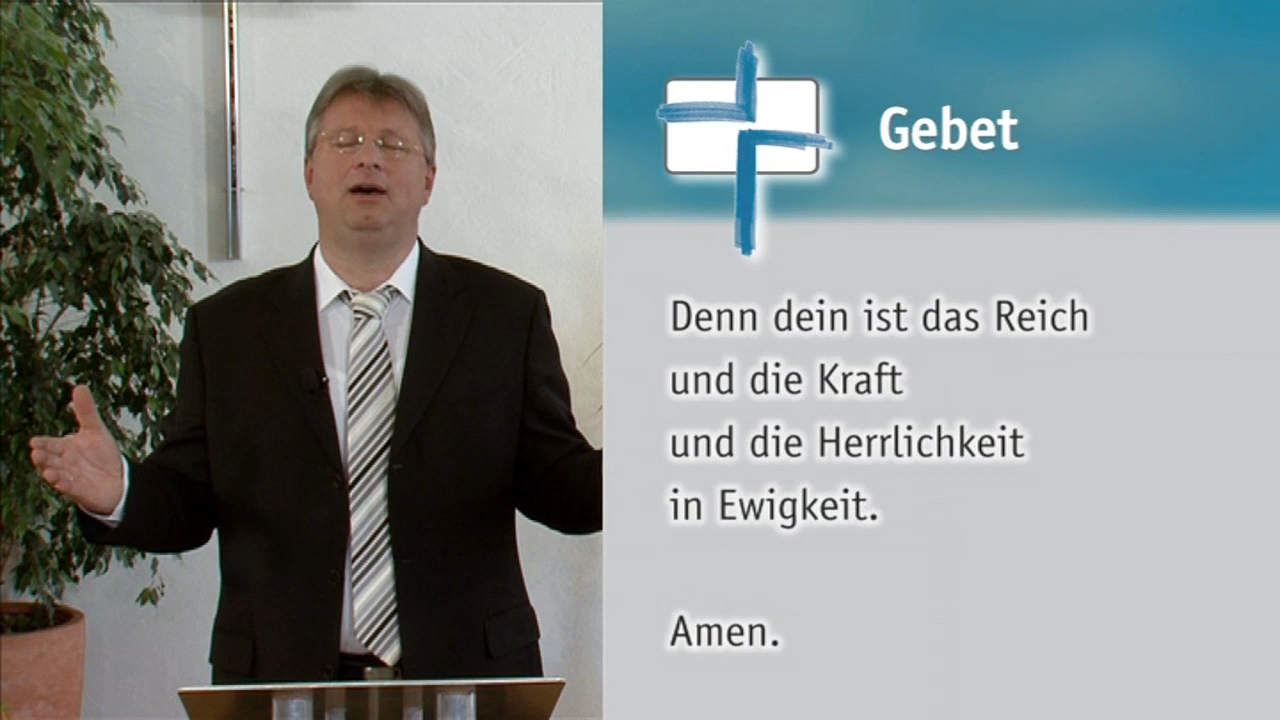 Gebet
Denn dein ist das Reich
und die Kraft
und die Herrlichkeit
in Ewigkeit.
Amen.